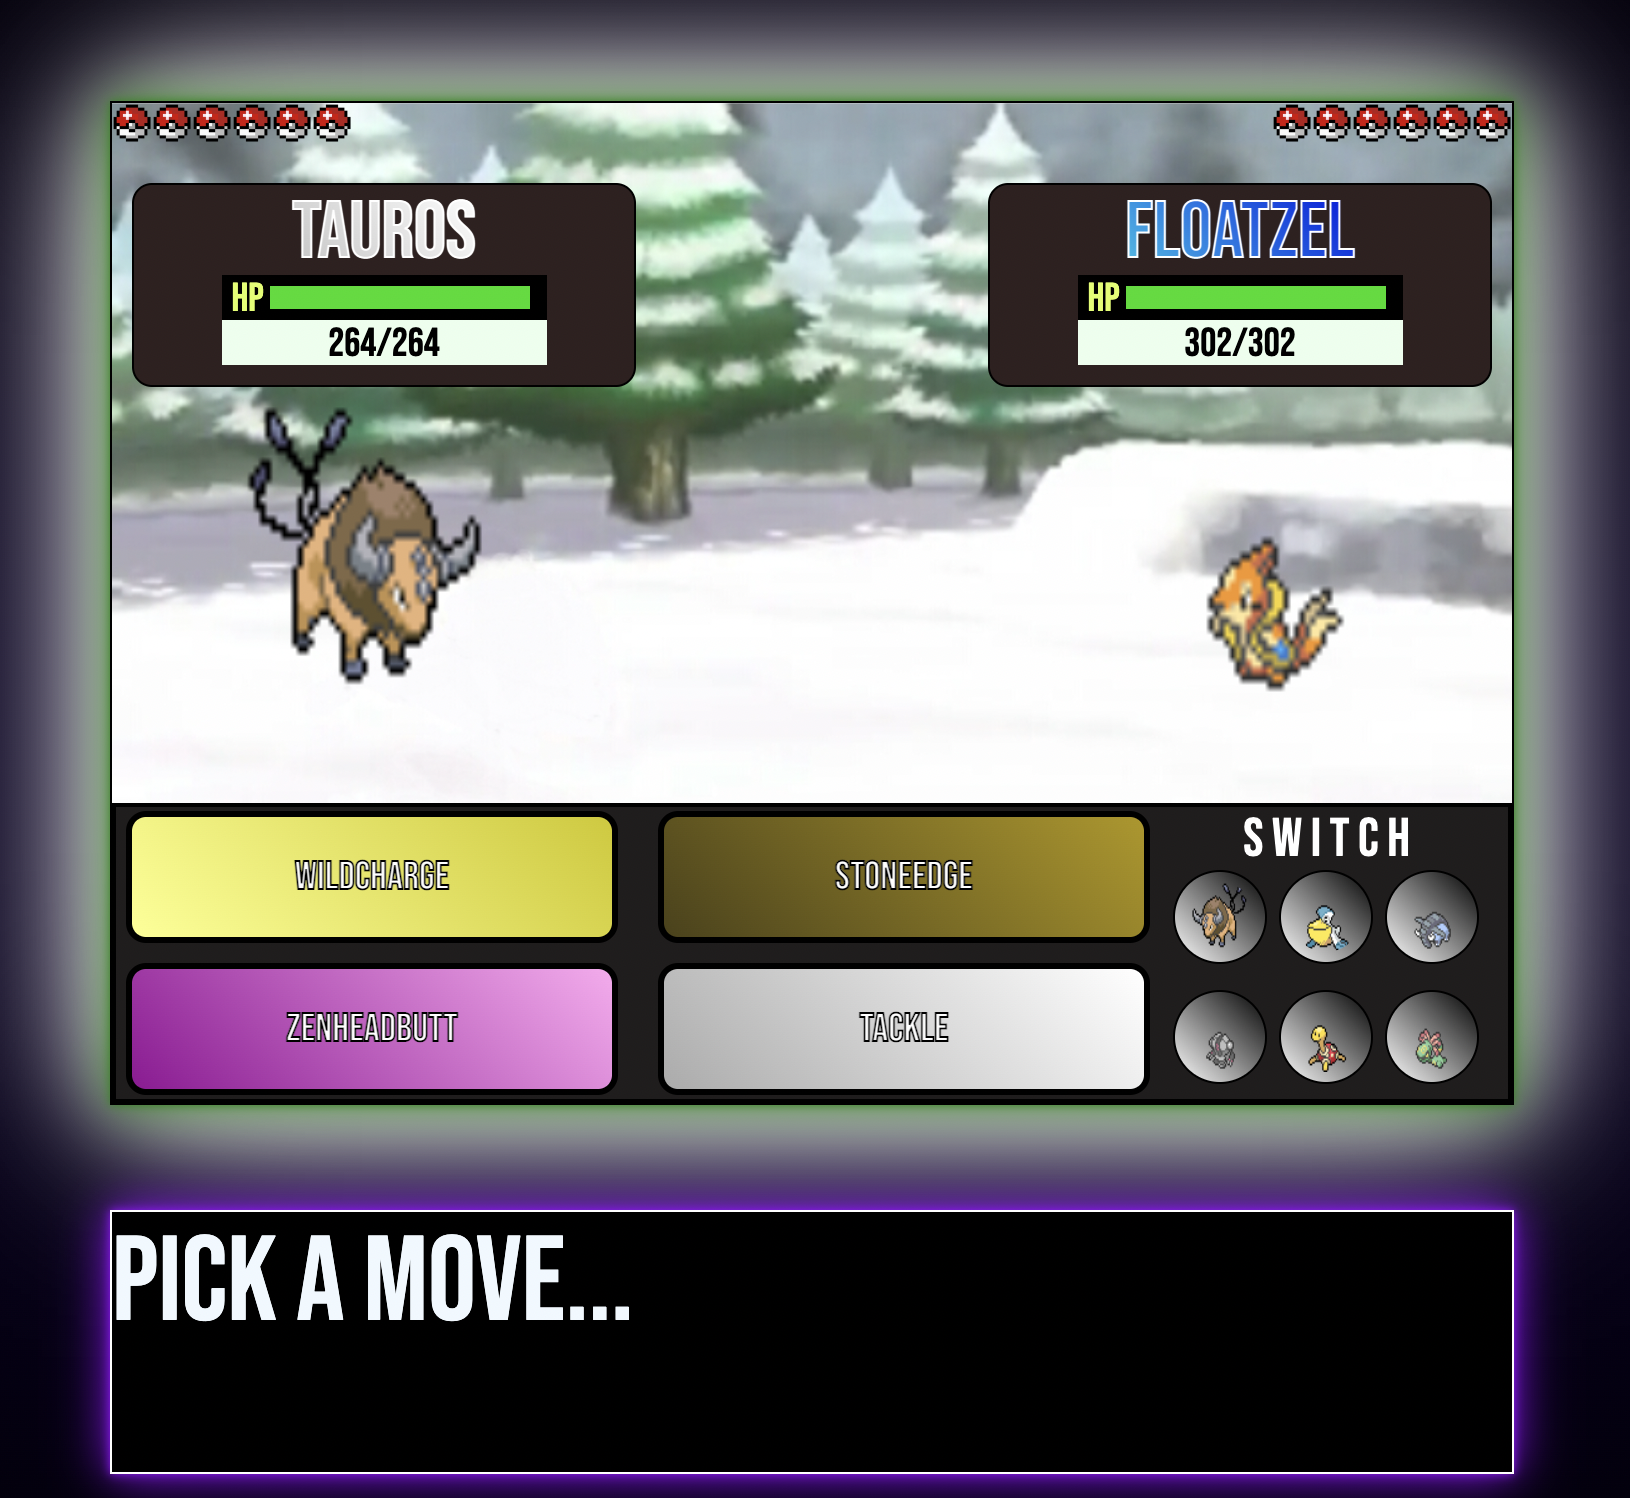 TAUROS
HP
264/264
FLOATZEL
HP
302/302
WILDCHARGE
STONEEDGE
ZENHEADBUTT
TACKLE
SWITCH
PICK A MOVE...